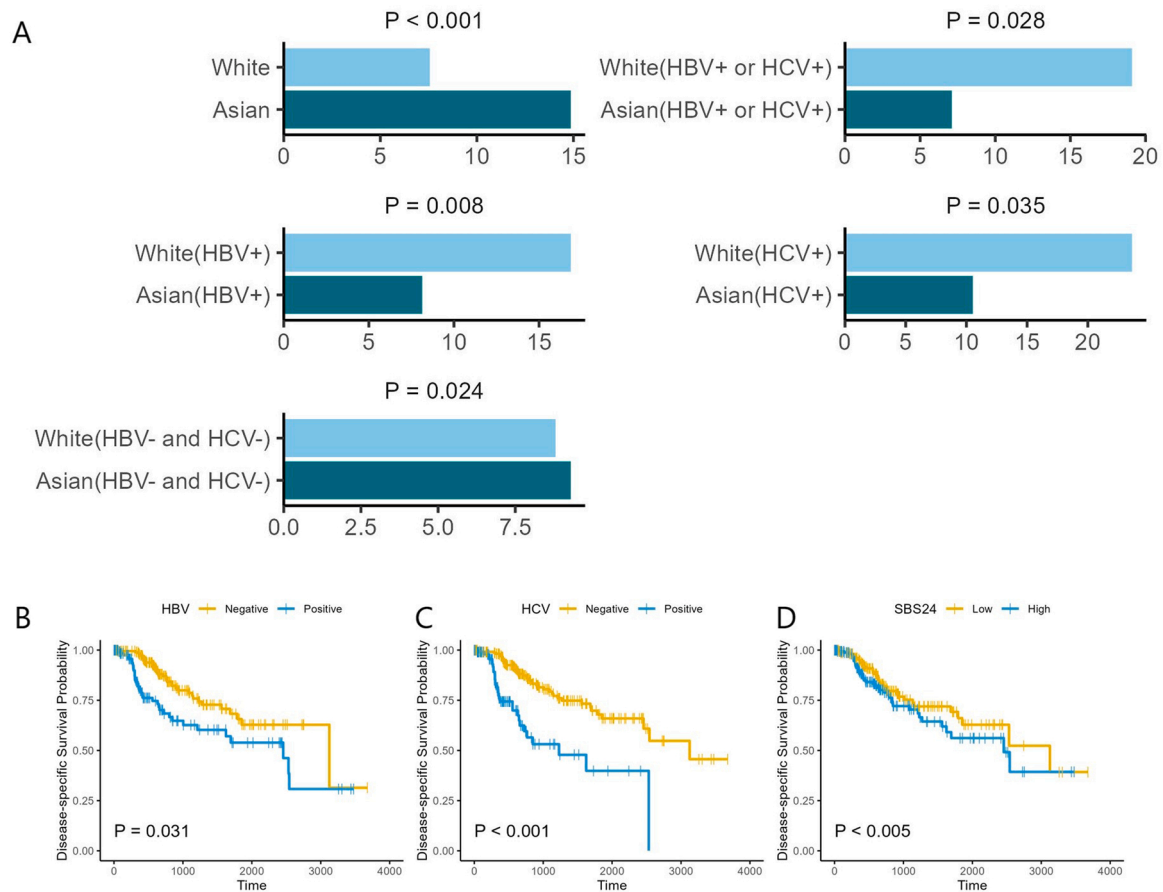 A
P < 0.001
White
Asian
0 5 10 15
P = 0.028
White(HBV+ or HCV+)
Asian(HBV+ or HCV+)
0 5 10 15 20
P = 0.008
White(HBV+)
Asian(HBV+)
0 5 10 15
P = 0.035
White(HCV+)
Asian(HCV+)
0 5 10 15 20
P = 0.024
White(HBV- and HCV-)
Asian(HBV- and HCV-)
0.0 2.5 5.0 7.5
B
HBV Negative Positive
Disease-specific Survival Probability
1.00
0.75
0.50
0.25
0.00
P = 0.031
0 1000 2000 3000 4000
Time
C
HCV Negative Positive
Disease-specific Survival Probability
1.00
0.75
0.50
0.25
0.00
P < 0.001
0 1000 2000 3000 4000
Time
D
SBS24 Low High
Disease-specific Survival Probability
1.00
0.75
0.50
0.25
0.00
P < 0.005
0 1000 2000 3000 4000
Time